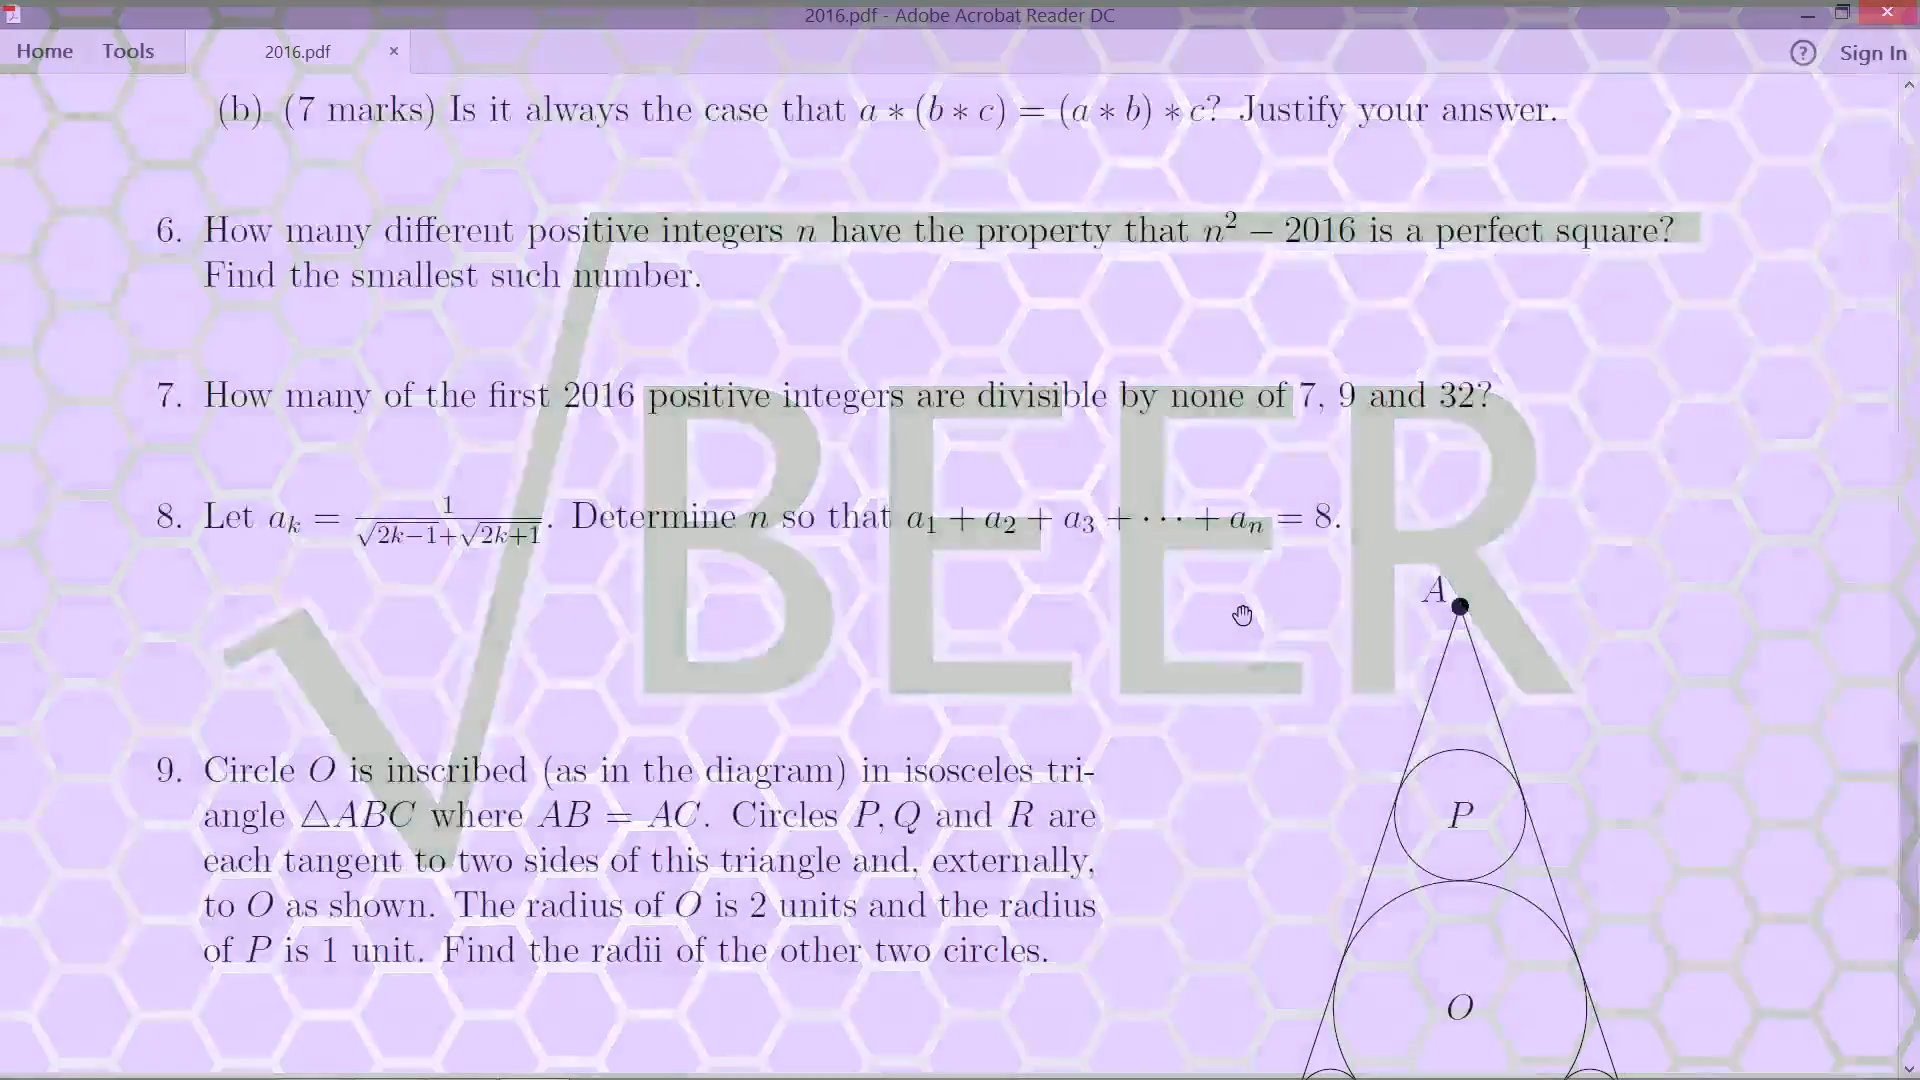 2016.pdf - Adobe Acrobat Reader DC
Home Tools 2016.pdf × ? Sign In
(b) (7 marks) Is it always the case that a ∗ (b ∗ c) = (a ∗ b) ∗ c? Justify your answer.
6. How many different positive integers n have the property that n² − 2016 is a perfect square?
Find the smallest such number.
7. How many of the first 2016 positive integers are divisible by none of 7, 9 and 32?
8. Let aₖ = 1/(√2k−1+√2k+1). Determine n so that a₁ + a₂ + a₃ + · · · + aₙ = 8.
√BEER
A
9. Circle O is inscribed (as in the diagram) in isosceles tri-
angle △ABC where AB = AC. Circles P, Q and R are
each tangent to two sides of this triangle and, externally,
to O as shown. The radius of O is 2 units and the radius
of P is 1 unit. Find the radii of the other two circles.
P
O